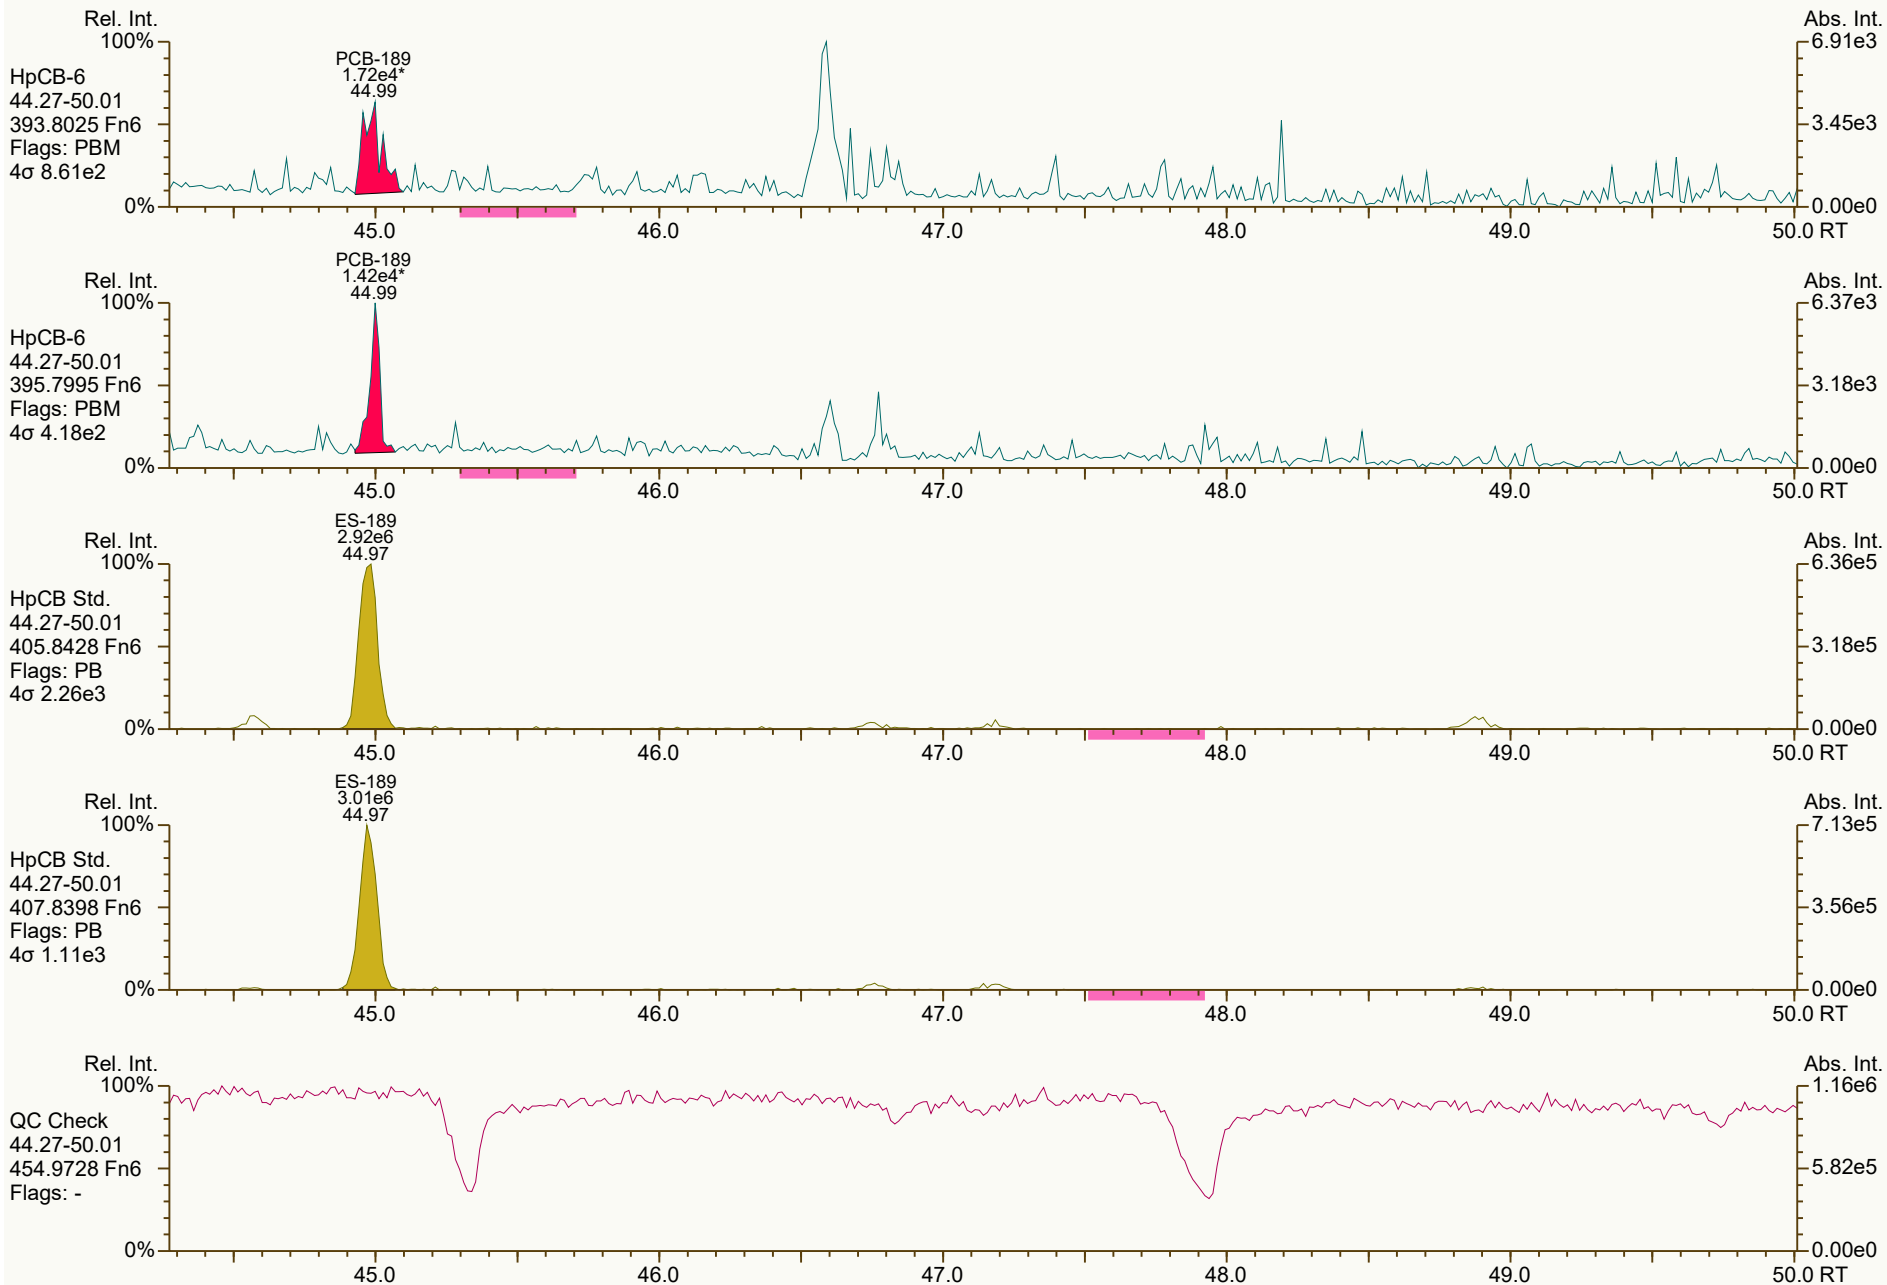 Rel. Int.
Abs. Int.
100%
6.91e3
PCB-189
1.72e4*
44.99
HpCB-6
44.27-50.01
393.8025 Fn6
Flags: PBM
4σ 8.61e2
3.45e3
0%
0.00e0
45.0
46.0
47.0
48.0
49.0
50.0 RT
Rel. Int.
Abs. Int.
100%
6.37e3
PCB-189
1.42e4*
44.99
HpCB-6
44.27-50.01
395.7995 Fn6
Flags: PBM
4σ 4.18e2
3.18e3
0%
0.00e0
45.0
46.0
47.0
48.0
49.0
50.0 RT
Rel. Int.
Abs. Int.
100%
6.36e5
ES-189
2.92e6
44.97
HpCB Std.
44.27-50.01
405.8428 Fn6
Flags: PB
4σ 2.26e3
3.18e5
0%
0.00e0
45.0
46.0
47.0
48.0
49.0
50.0 RT
Rel. Int.
Abs. Int.
100%
7.13e5
ES-189
3.01e6
44.97
HpCB Std.
44.27-50.01
407.8398 Fn6
Flags: PB
4σ 1.11e3
3.56e5
0%
0.00e0
45.0
46.0
47.0
48.0
49.0
50.0 RT
Rel. Int.
Abs. Int.
100%
1.16e6
QC Check
44.27-50.01
454.9728 Fn6
Flags: -
5.82e5
0%
0.00e0
45.0
46.0
47.0
48.0
49.0
50.0 RT